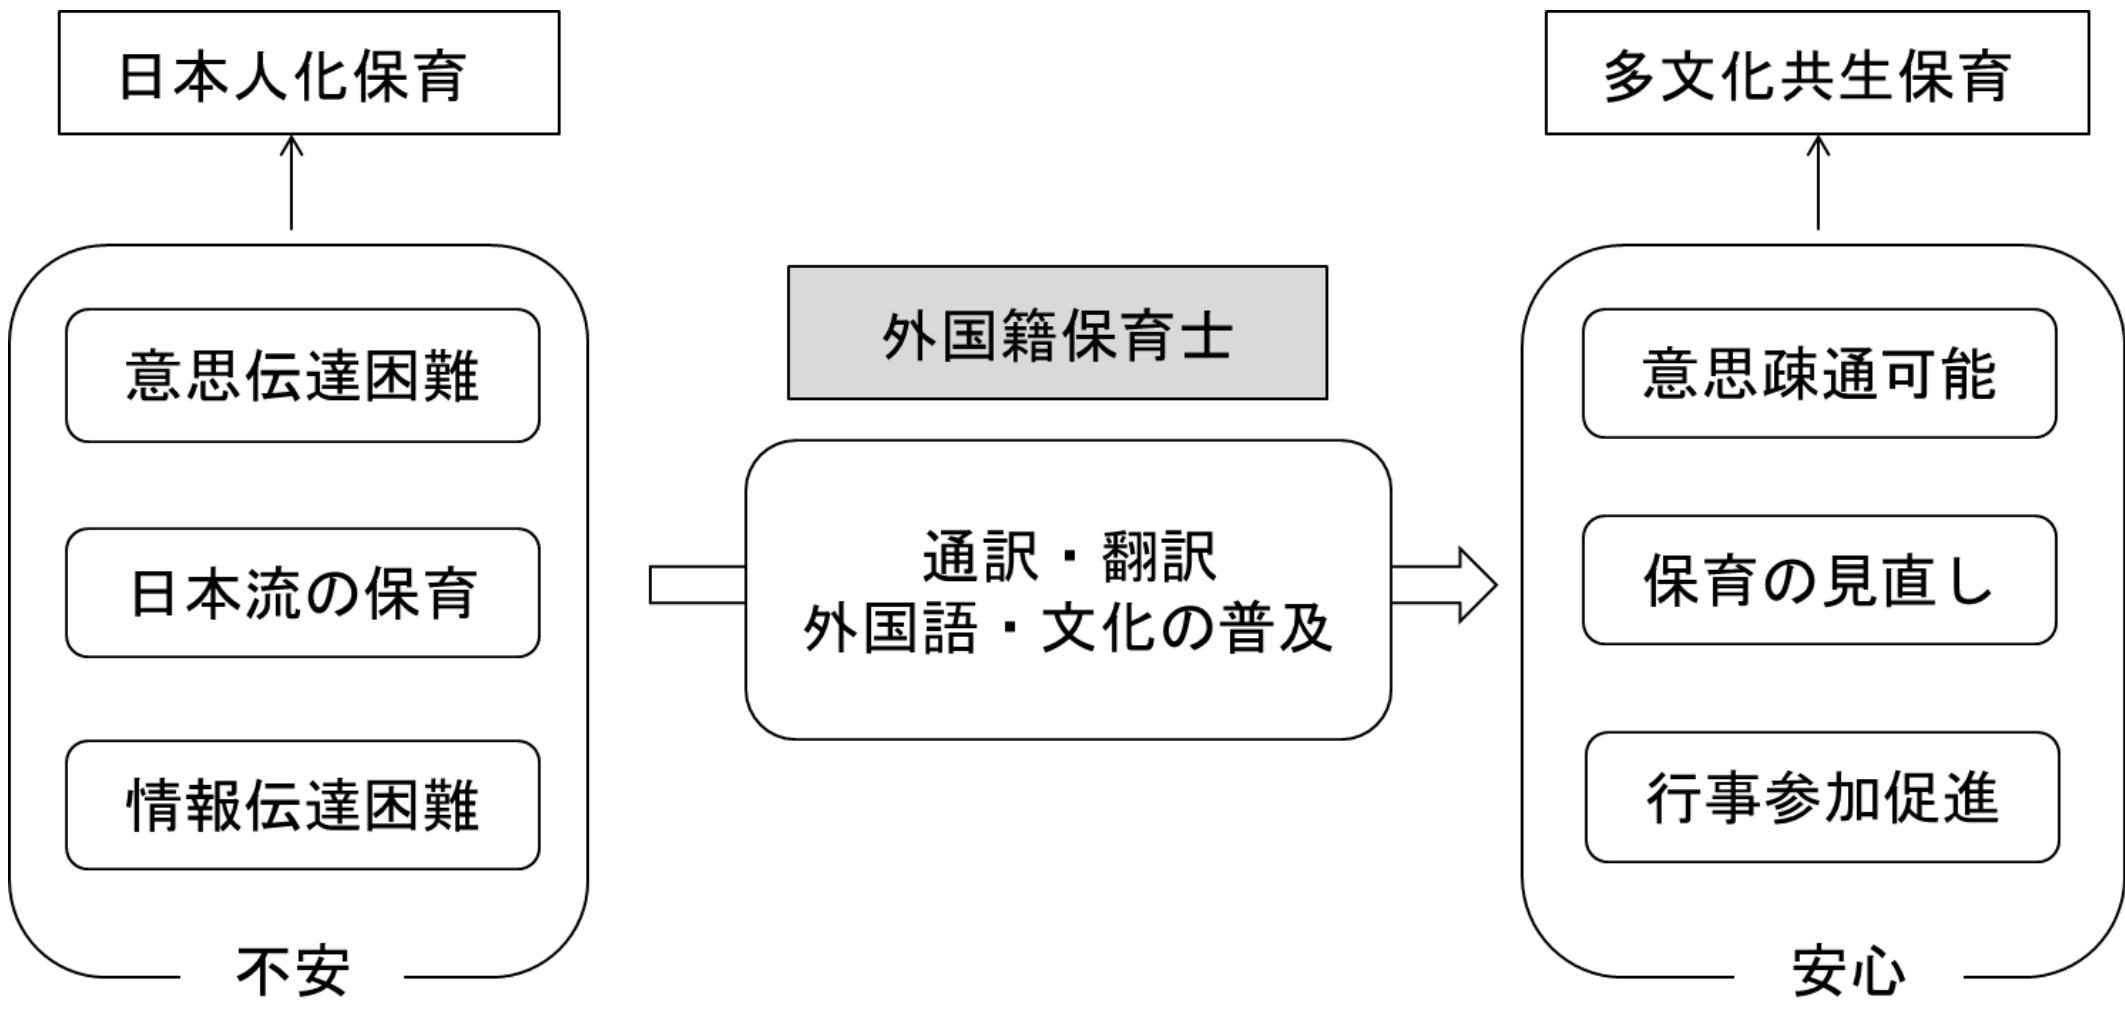 日本人化保育
意思伝達困難
日本流の保育
情報伝達困難
不安
外国籍保育士
通訳・翻訳
外国語・文化の普及
多文化共生保育
意思疎通可能
保育の見直し
行事参加促進
安心